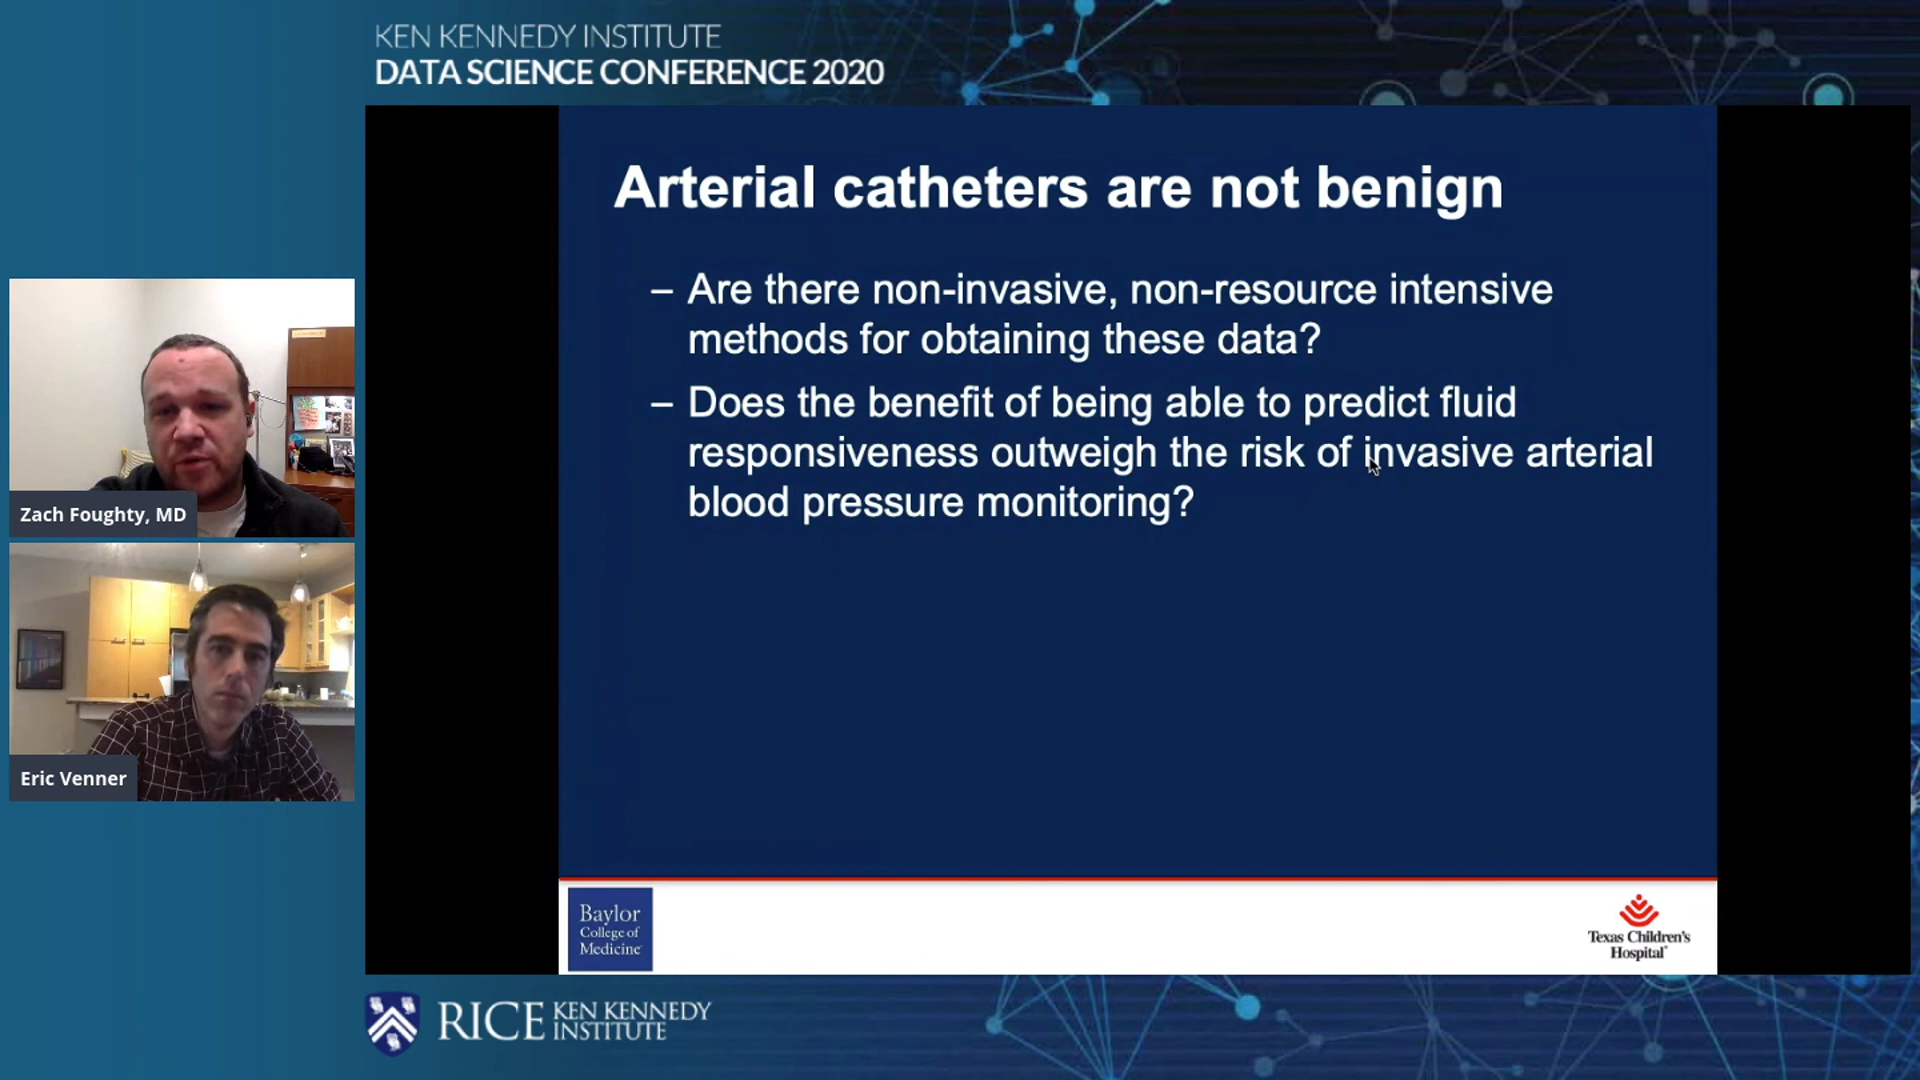 KEN KENNEDY INSTITUTE
DATA SCIENCE CONFERENCE 2020
Arterial catheters are not benign
– Are there non-invasive, non-resource intensive
methods for obtaining these data?
– Does the benefit of being able to predict fluid
responsiveness outweigh the risk of invasive arterial
blood pressure monitoring?
Zach Foughty, MD
Eric Venner
Baylor
College of
Medicine
Texas Children's
Hospital
RICE KEN KENNEDY
INSTITUTE